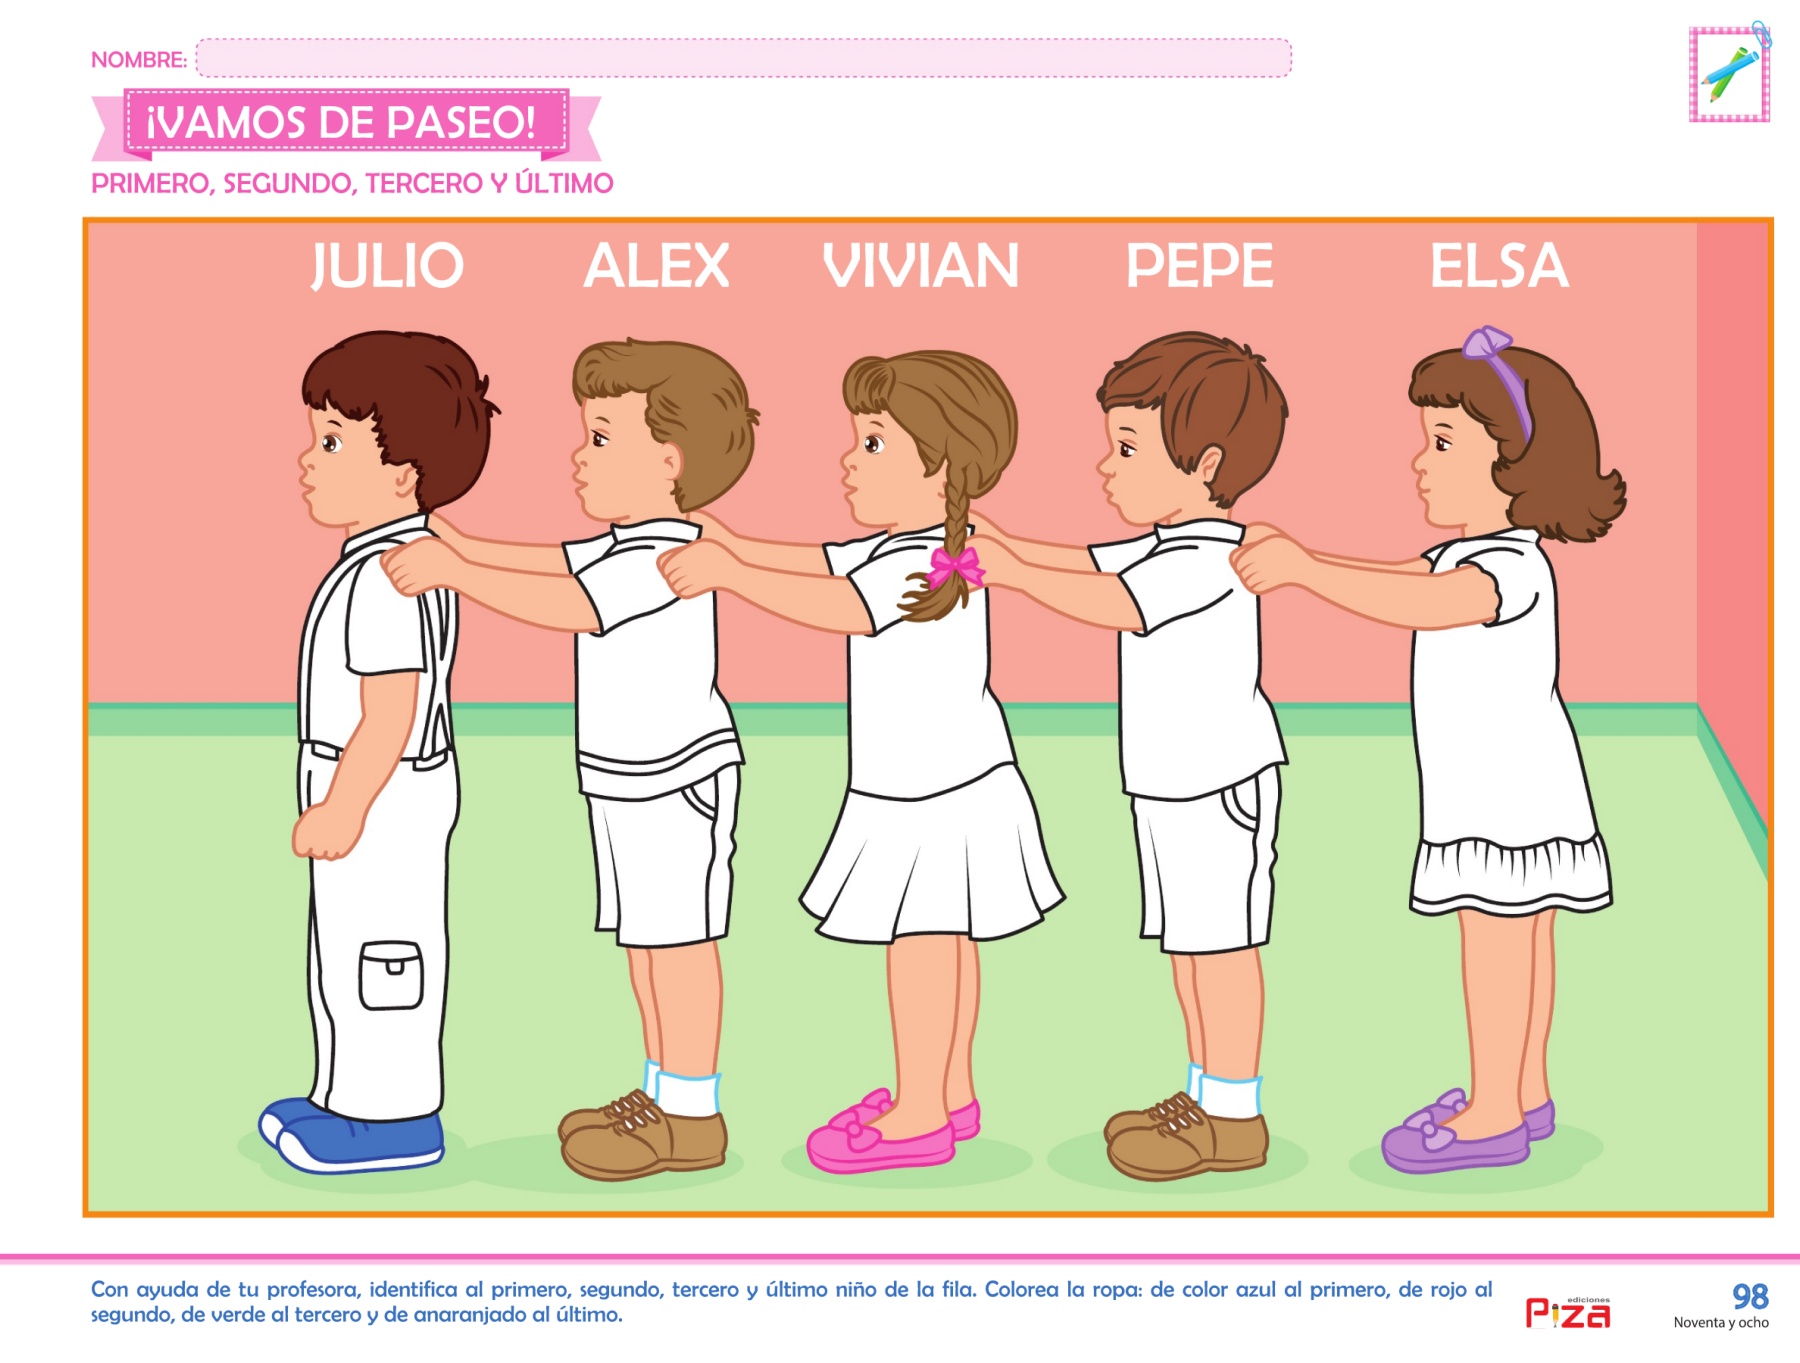 NOMBRE:
¡VAMOS DE PASEO!
PRIMERO, SEGUNDO, TERCERO Y ÚLTIMO
JULIO ALEX VIVIAN PEPE ELSA
Con ayuda de tu profesora, identifica al primero, segundo, tercero y último niño de la fila. Colorea la ropa: de color azul al primero, de rojo al
segundo, de verde al tercero y de anaranjado al último.
ediciones
Piza
98
Noventa y ocho